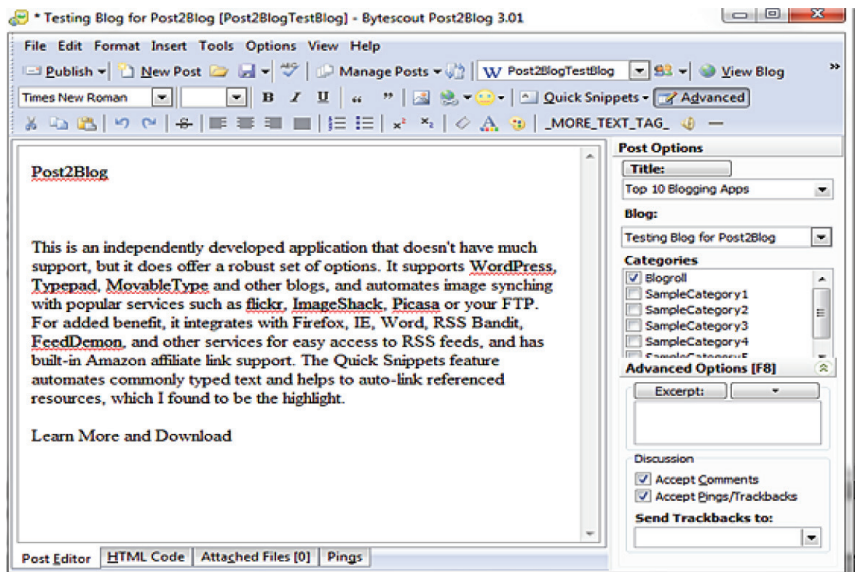 * Testing Blog for Post2Blog [Post2BlogTestBlog] - Bytescout Post2Blog 3.01
File Edit Format Insert Tools Options View Help
Publish New Post Manage Posts W Post2BlogTestBlog View Blog »
Times New Roman B I U “ ” Quick Snippets Advanced
x² x₂ A _MORE_TEXT_TAG_
Post2Blog
This is an independently developed application that doesn't have much
support, but it does offer a robust set of options. It supports WordPress,
Typepad, MovableType and other blogs, and automates image synching
with popular services such as flickr, ImageShack, Picasa or your FTP.
For added benefit, it integrates with Firefox, IE, Word, RSS Bandit,
FeedDemon, and other services for easy access to RSS feeds, and has
built-in Amazon affiliate link support. The Quick Snippets feature
automates commonly typed text and helps to auto-link referenced
resources, which I found to be the highlight.
Learn More and Download
Post Options
Title:
Top 10 Blogging Apps
Blog:
Testing Blog for Post2Blog
Categories
Blogroll
SampleCategory1
SampleCategory2
SampleCategory3
SampleCategory4
SampleCategory5
Advanced Options [F8]
Excerpt:
Discussion
Accept Comments
Accept Pings/Trackbacks
Send Trackbacks to:
Post Editor HTML Code Attached Files [0] Pings